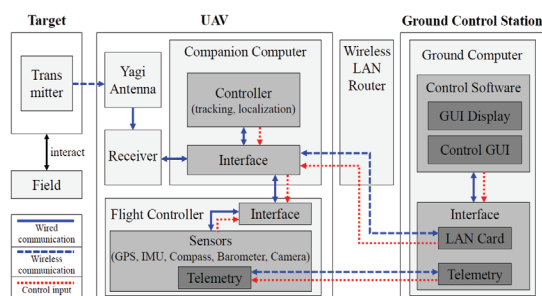 Target
UAV
Ground Control Station
Trans
mitter
interact
Field
Wired
communication
Wireless
communication
Control input
Yagi
Antenna
Receiver
Companion Computer
Controller
(tracking, localization)
Interface
Wireless
LAN
Router
Flight Controller
Interface
Sensors
(GPS, IMU, Compass, Barometer, Camera)
Telemetry
Ground Computer
Control Software
GUI Display
Control GUI
Interface
LAN Card
Telemetry